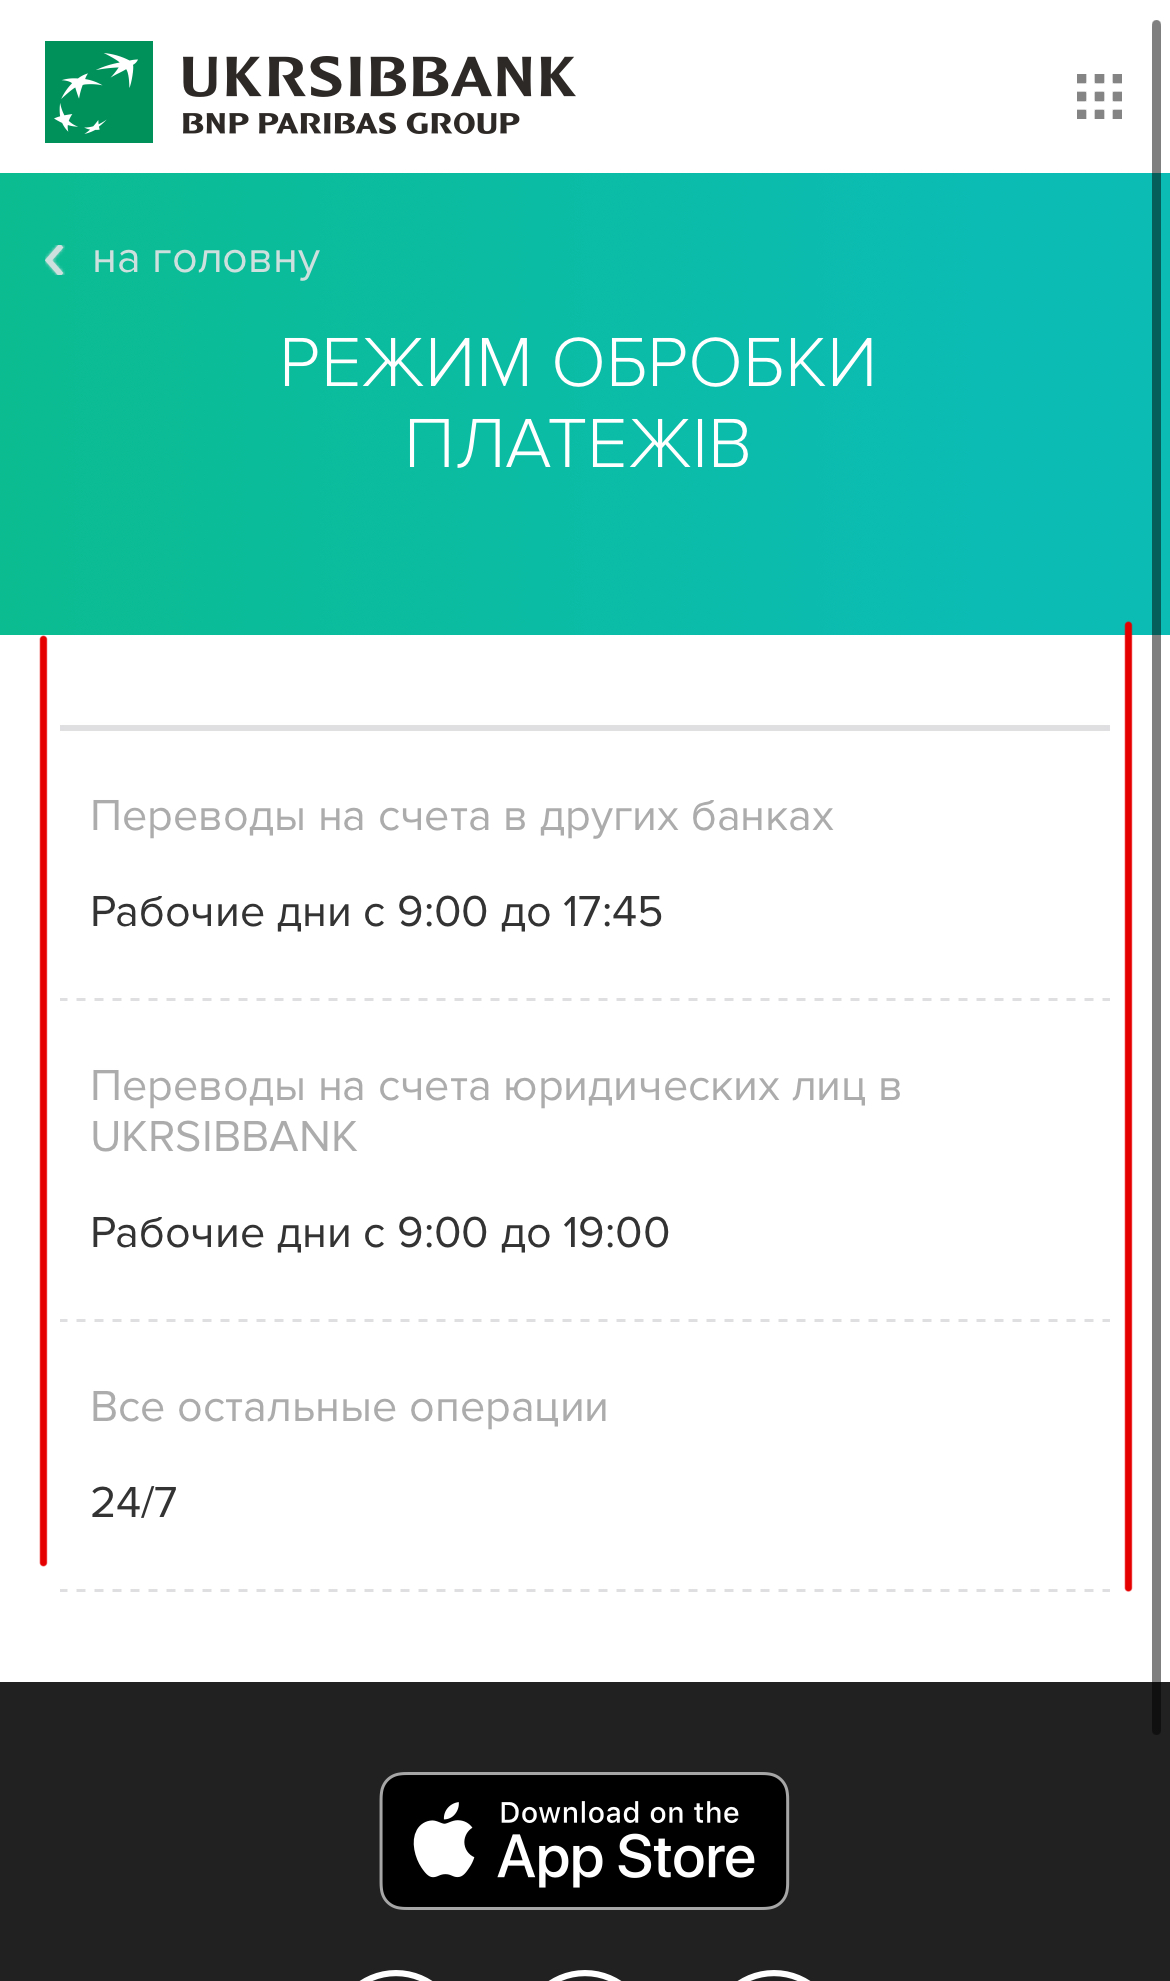 UKRSIBBANK
BNP PARIBAS GROUP
на головну
РЕЖИМ ОБРОБКИ
ПЛАТЕЖІВ
Переводы на счета в других банках
Рабочие дни с 9:00 до 17:45
Переводы на счета юридических лиц в
UKRSIBBANK
Рабочие дни с 9:00 до 19:00
Все остальные операции
24/7
Download on the
App Store